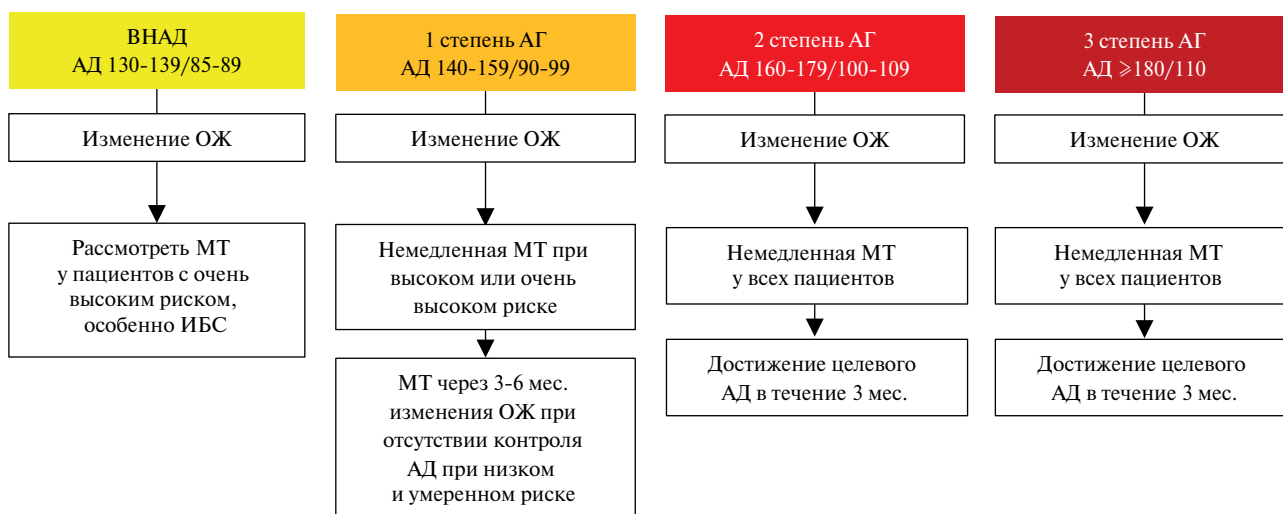 ВНАД
АД 130-139/85-89
Изменение ОЖ
Рассмотреть МТ
у пациентов с очень
высоким риском,
особенно ИБС
1 степень АГ
АД 140-159/90-99
Изменение ОЖ
Немедленная МТ при
высоком или очень
высоком риске
МТ через 3-6 мес.
изменения ОЖ при
отсутствии контроля
АД при низком
и умеренном риске
2 степень АГ
АД 160-179/100-109
Изменение ОЖ
Немедленная МТ
у всех пациентов
Достижение целевого
АД в течение 3 мес.
3 степень АГ
АД ⩾180/110
Изменение ОЖ
Немедленная МТ
у всех пациентов
Достижение целевого
АД в течение 3 мес.